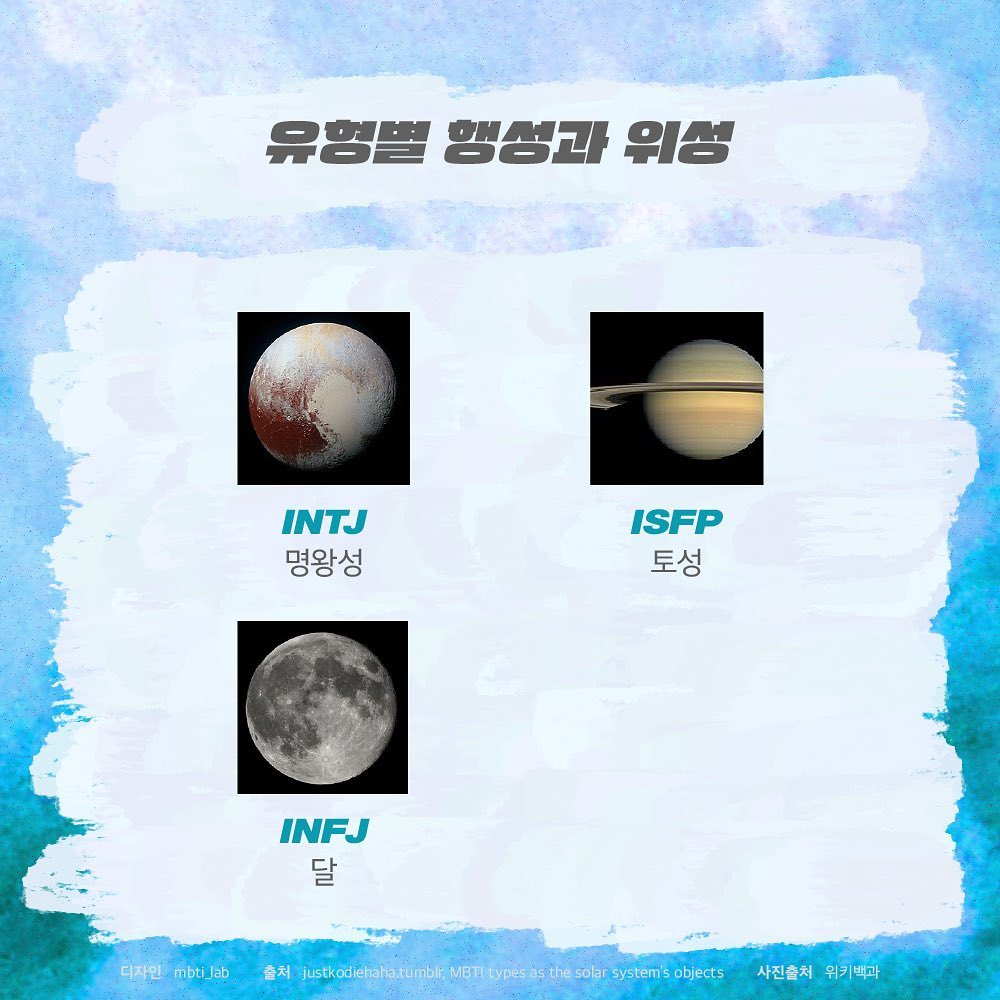 유형별 행성과 위성
INTJ
명왕성
ISFP
토성
INFJ
달
디자인 mbti_lab 출처 justkodiehaha.tumblr, MBTI types as the solar system's objects 사진출처 위키백과